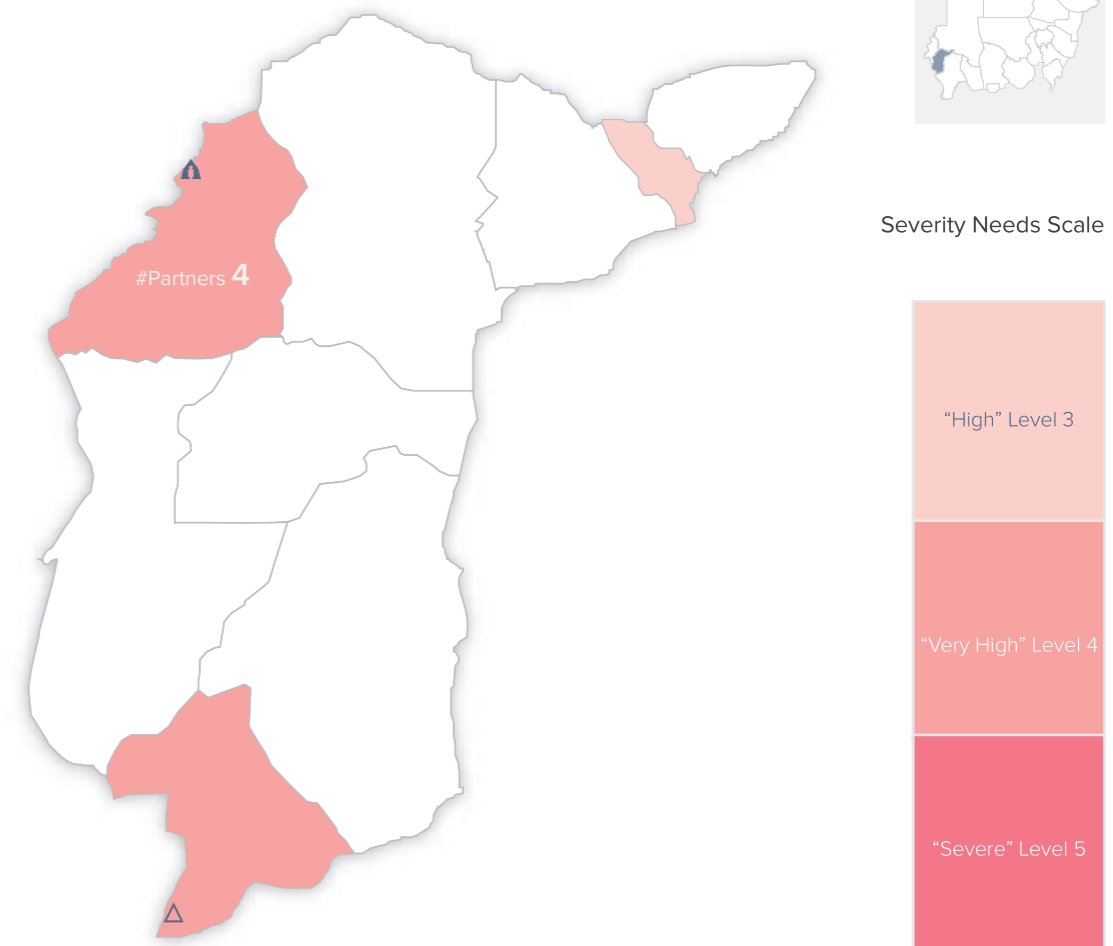 Severity Needs Scale
#Partners 4
“High” Level 3
“Very High” Level 4
“Severe” Level 5